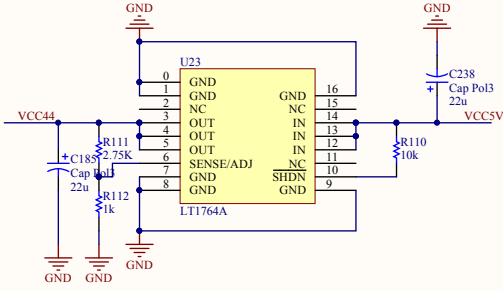 GND
GND
U23
C238
Cap Pol3
22u
0
GND
1
GND
GND
16
2
NC
NC
15
VCC44
3
OUT
IN
14
VCC5V
4
OUT
IN
13
5
OUT
IN
12
R111
2.75K
R110
10k
C185
Cap Pol3
22u
6
SENSE/ADJ
NC
11
7
GND
SHDN
10
8
GND
GND
9
R112
1k
LT1764A
GND
GND
GND